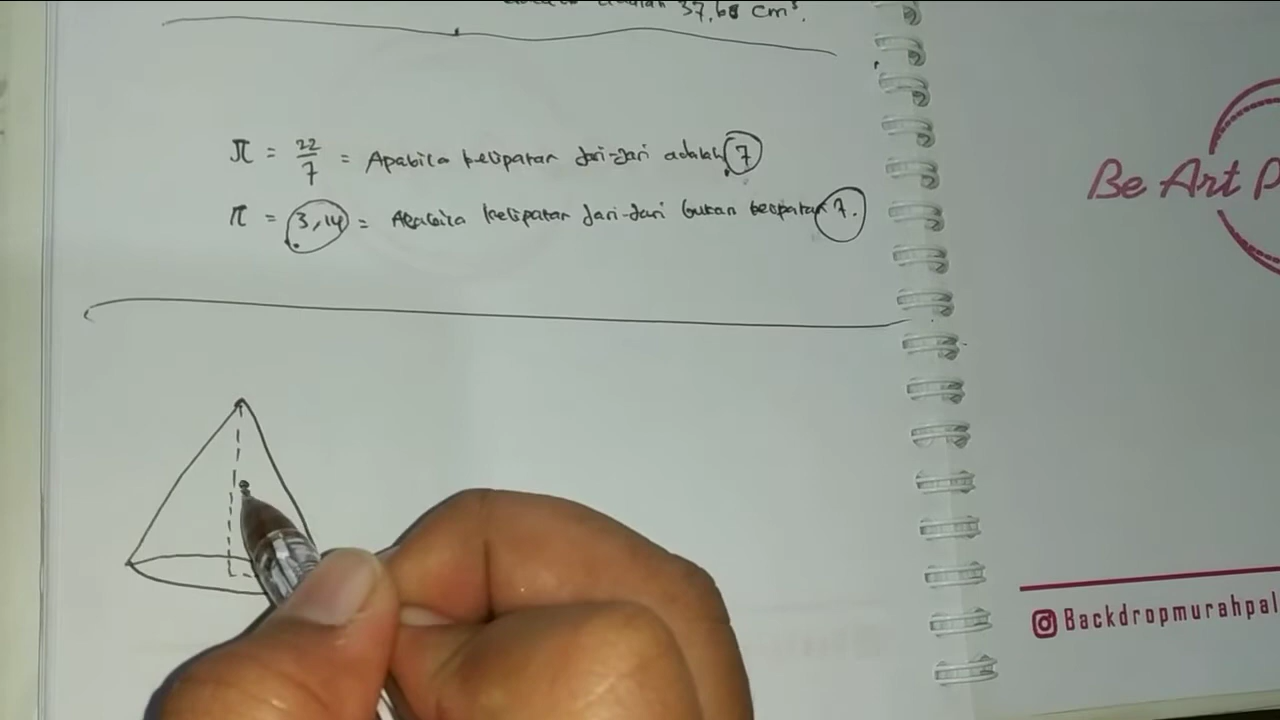 37,68 cm³.
π = 22/7 = Apabila kelipatan jari-jari adalah 7
π = 3,14 = Apabila kelipatan jari-jari bukan kelipatan 7.
Be Art P
Backdropmurahpal